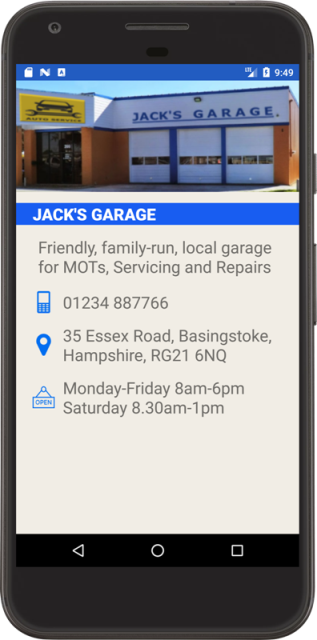 9:49
AUTO SERVICE
JACK'S GARAGE.
JACK'S GARAGE
Friendly, family-run, local garage
for MOTs, Servicing and Repairs
01234 887766
35 Essex Road, Basingstoke,
Hampshire, RG21 6NQ
OPEN
Monday-Friday 8am-6pm
Saturday 8.30am-1pm